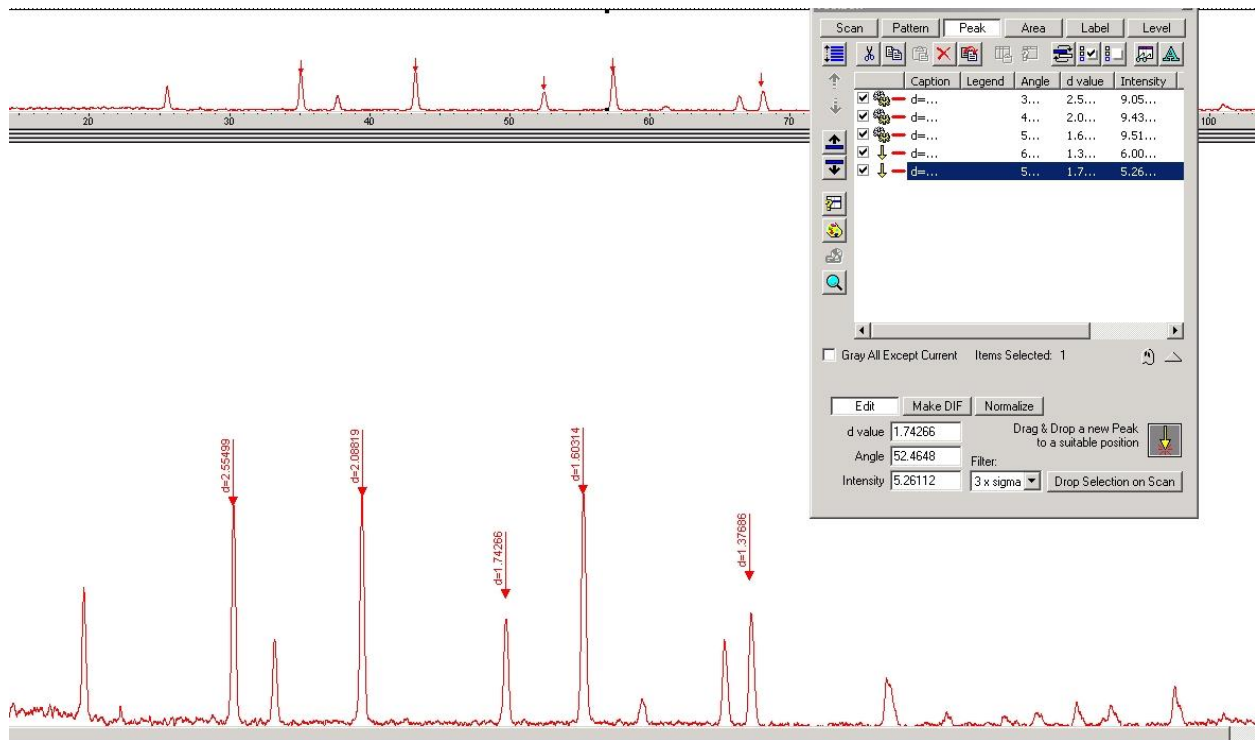 Scan Pattern Peak Area Label Level
Caption Legend Angle d value Intensity
d=... 3... 2.5... 9.05...
d=... 4... 2.0... 9.43...
d=... 5... 1.6... 9.51...
d=... 6... 1.3... 6.00...
d=... 5... 1.7... 5.26...
20 30 40 50 60 70 100
Gray All Except Current Items Selected: 1
Edit Make DIF Normalize
d value 1.74266
Drag & Drop a new Peak
to a suitable position
Angle 52.4648
Filter:
Intensity 5.26112 3 x sigma Drop Selection on Scan
d=2.55499
d=2.08819
d=1.74266
d=1.60314
d=1.37686